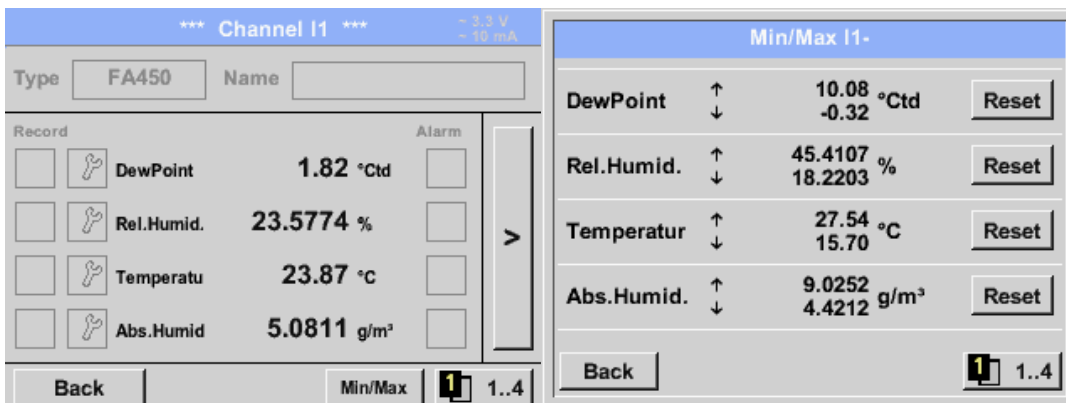 *** Channel I1 ***
~ 3.3 V
~ 10 mA
Type FA450 Name
Record Alarm
DewPoint 1.82 °Ctd
Rel.Humid. 23.5774 %
>
Temperatu 23.87 °C
Abs.Humid 5.0811 g/m³
Back Min/Max 1 1..4
Min/Max I1-
DewPoint ↑ 10.08 °Ctd Reset
↓ -0.32
Rel.Humid. ↑ 45.4107 % Reset
↓ 18.2203
Temperatur ↑ 27.54 °C Reset
↓ 15.70
Abs.Humid. ↑ 9.0252 g/m³ Reset
↓ 4.4212
Back 1 1..4